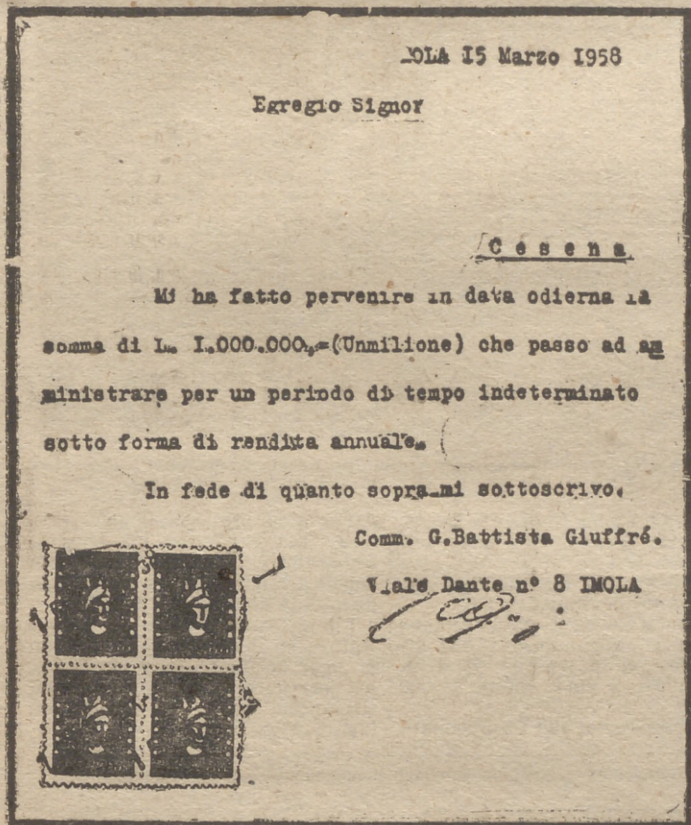 OLA I5 Marzo I958
Egregio Signor
Cesena
Mi ha fatto pervenire in data odierna la
somma di L. I.000.000,=(Unmilione) che passo ad am
ministrare per un periodo di tempo indeterminato
sotto forma di rendita annuale.
In fede di quanto sopra mi sottoscrivo.
Comm. G.Battista Giuffré.
Viale Dante nº 8 IMOLA